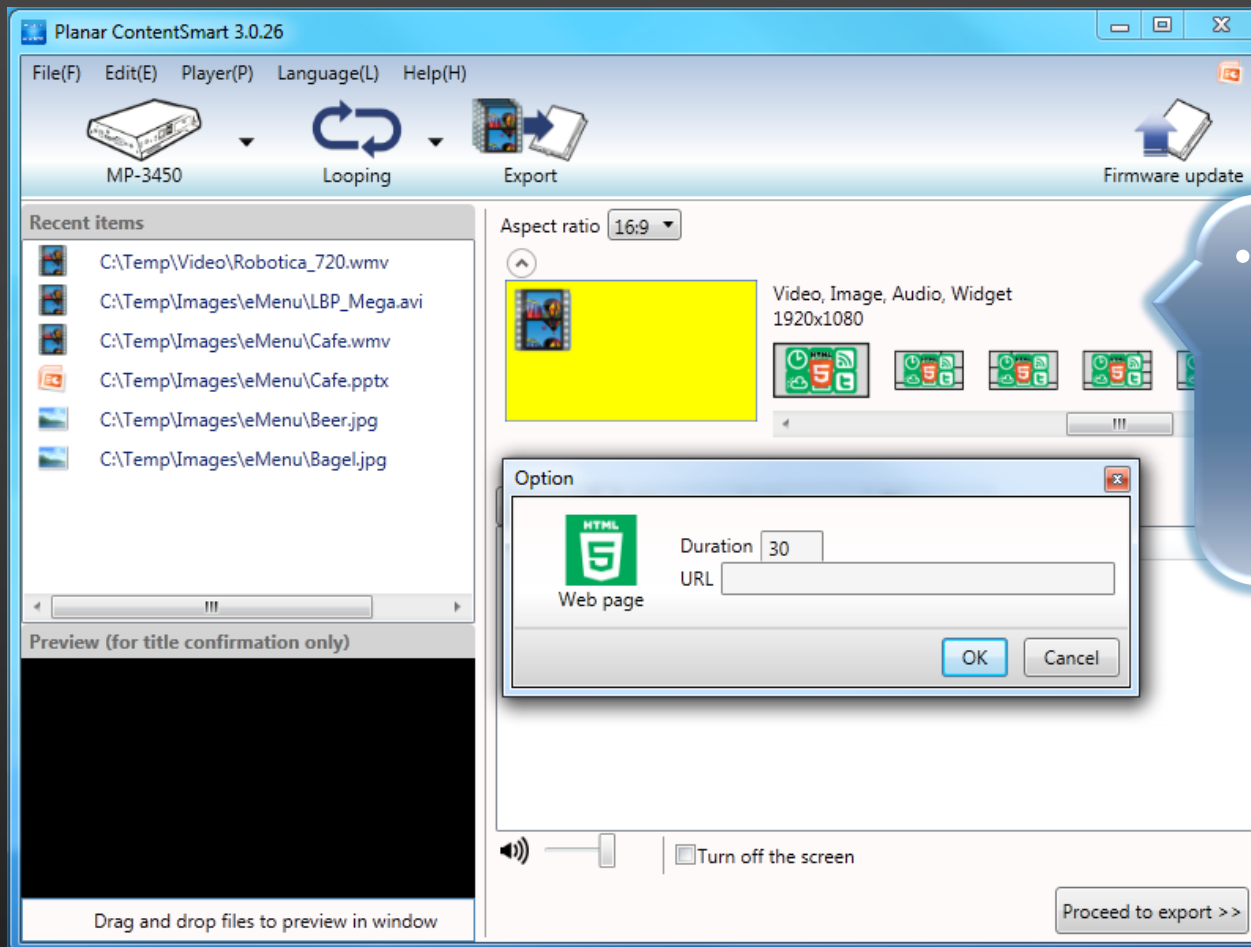 Planar ContentSmart 3.0.26
File(F) Edit(E) Player(P) Language(L) Help(H)
MP-3450 Looping Export Firmware update
Recent items
C:\Temp\Video\Robotica_720.wmv
C:\Temp\Images\eMenu\LBP_Mega.avi
C:\Temp\Images\eMenu\Cafe.wmv
C:\Temp\Images\eMenu\Cafe.pptx
C:\Temp\Images\eMenu\Beer.jpg
C:\Temp\Images\eMenu\Bagel.jpg
Preview (for title confirmation only)
Drag and drop files to preview in window
Aspect ratio 16:9
Video, Image, Audio, Widget
1920x1080
Option
HTML
5
Web page
Duration 30
URL
OK Cancel
Turn off the screen
Proceed to export >>